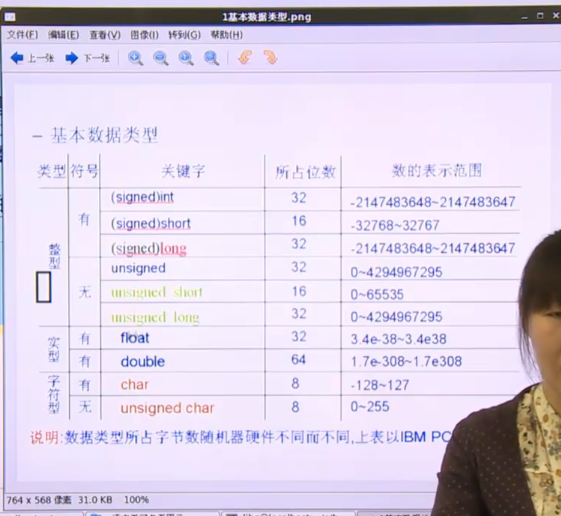 1基本数据类型.png
文件(F) 编辑(E) 查看(V) 图像(I) 转到(G) 帮助(H)
上一张 下一张
– 基本数据类型
类型 符号 关键字 所占位数 数的表示范围
整型 有 (signed)int 32 -2147483648~2147483647
(signed)short 16 -32768~32767
(signed)long 32 -2147483648~2147483647
无 unsigned 32 0~4294967295
unsigned short 16 0~65535
unsigned long 32 0~4294967295
实型 有 float 32 3.4e-38~3.4e38
有 double 64 1.7e-308~1.7e308
字符型 有 char 8 -128~127
无 unsigned char 8 0~255
说明:数据类型所占字节数随机器硬件不同而不同,上表以IBM PC
764 x 568 像素 31.0 KB 100%